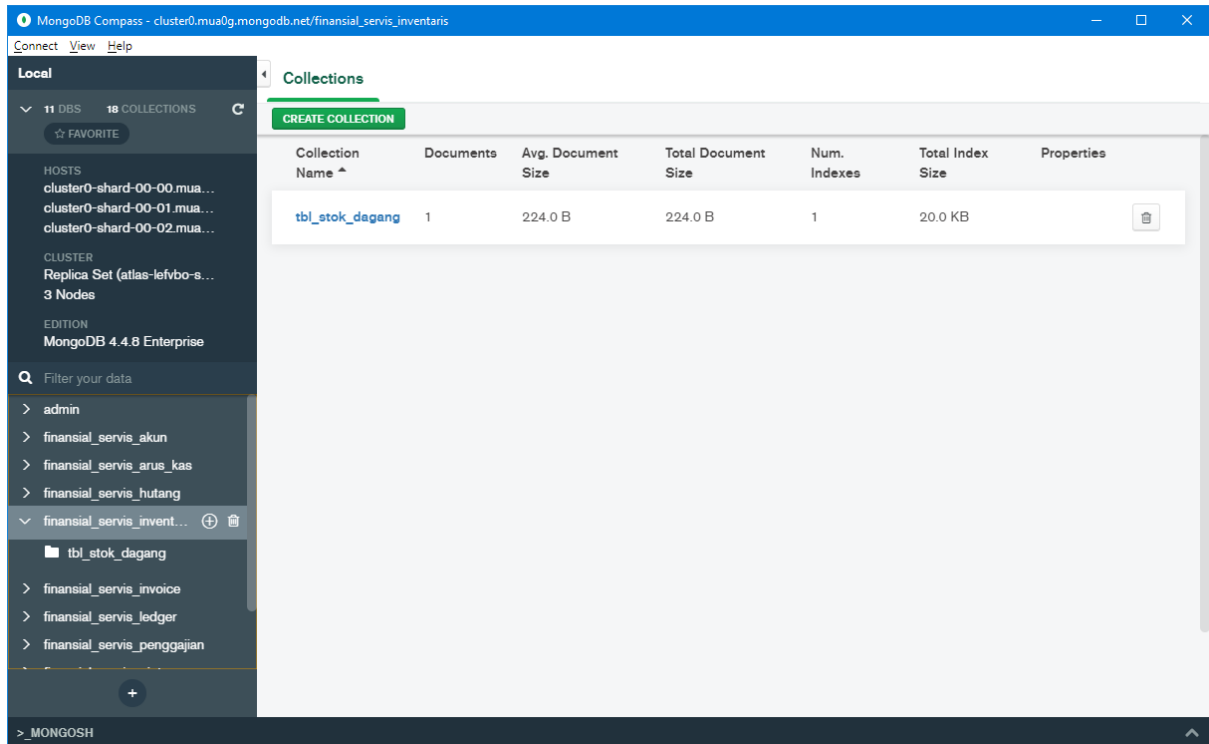 MongoDB Compass - cluster0.mua0g.mongodb.net/finansial_servis_inventaris
Connect View Help
Local
11 DBS 18 COLLECTIONS
FAVORITE
HOSTS
cluster0-shard-00-00.mua...
cluster0-shard-00-01.mua...
cluster0-shard-00-02.mua...
CLUSTER
Replica Set (atlas-lefvbo-s...
3 Nodes
EDITION
MongoDB 4.4.8 Enterprise
Filter your data
admin
finansial_servis_akun
finansial_servis_arus_kas
finansial_servis_hutang
finansial_servis_invent...
tbl_stok_dagang
finansial_servis_invoice
finansial_servis_ledger
finansial_servis_penggajian
Collections
CREATE COLLECTION
Collection Name Documents Avg. Document Size Total Document Size Num. Indexes Total Index Size Properties
tbl_stok_dagang 1 224.0 B 224.0 B 1 20.0 KB
>_MONGOSH